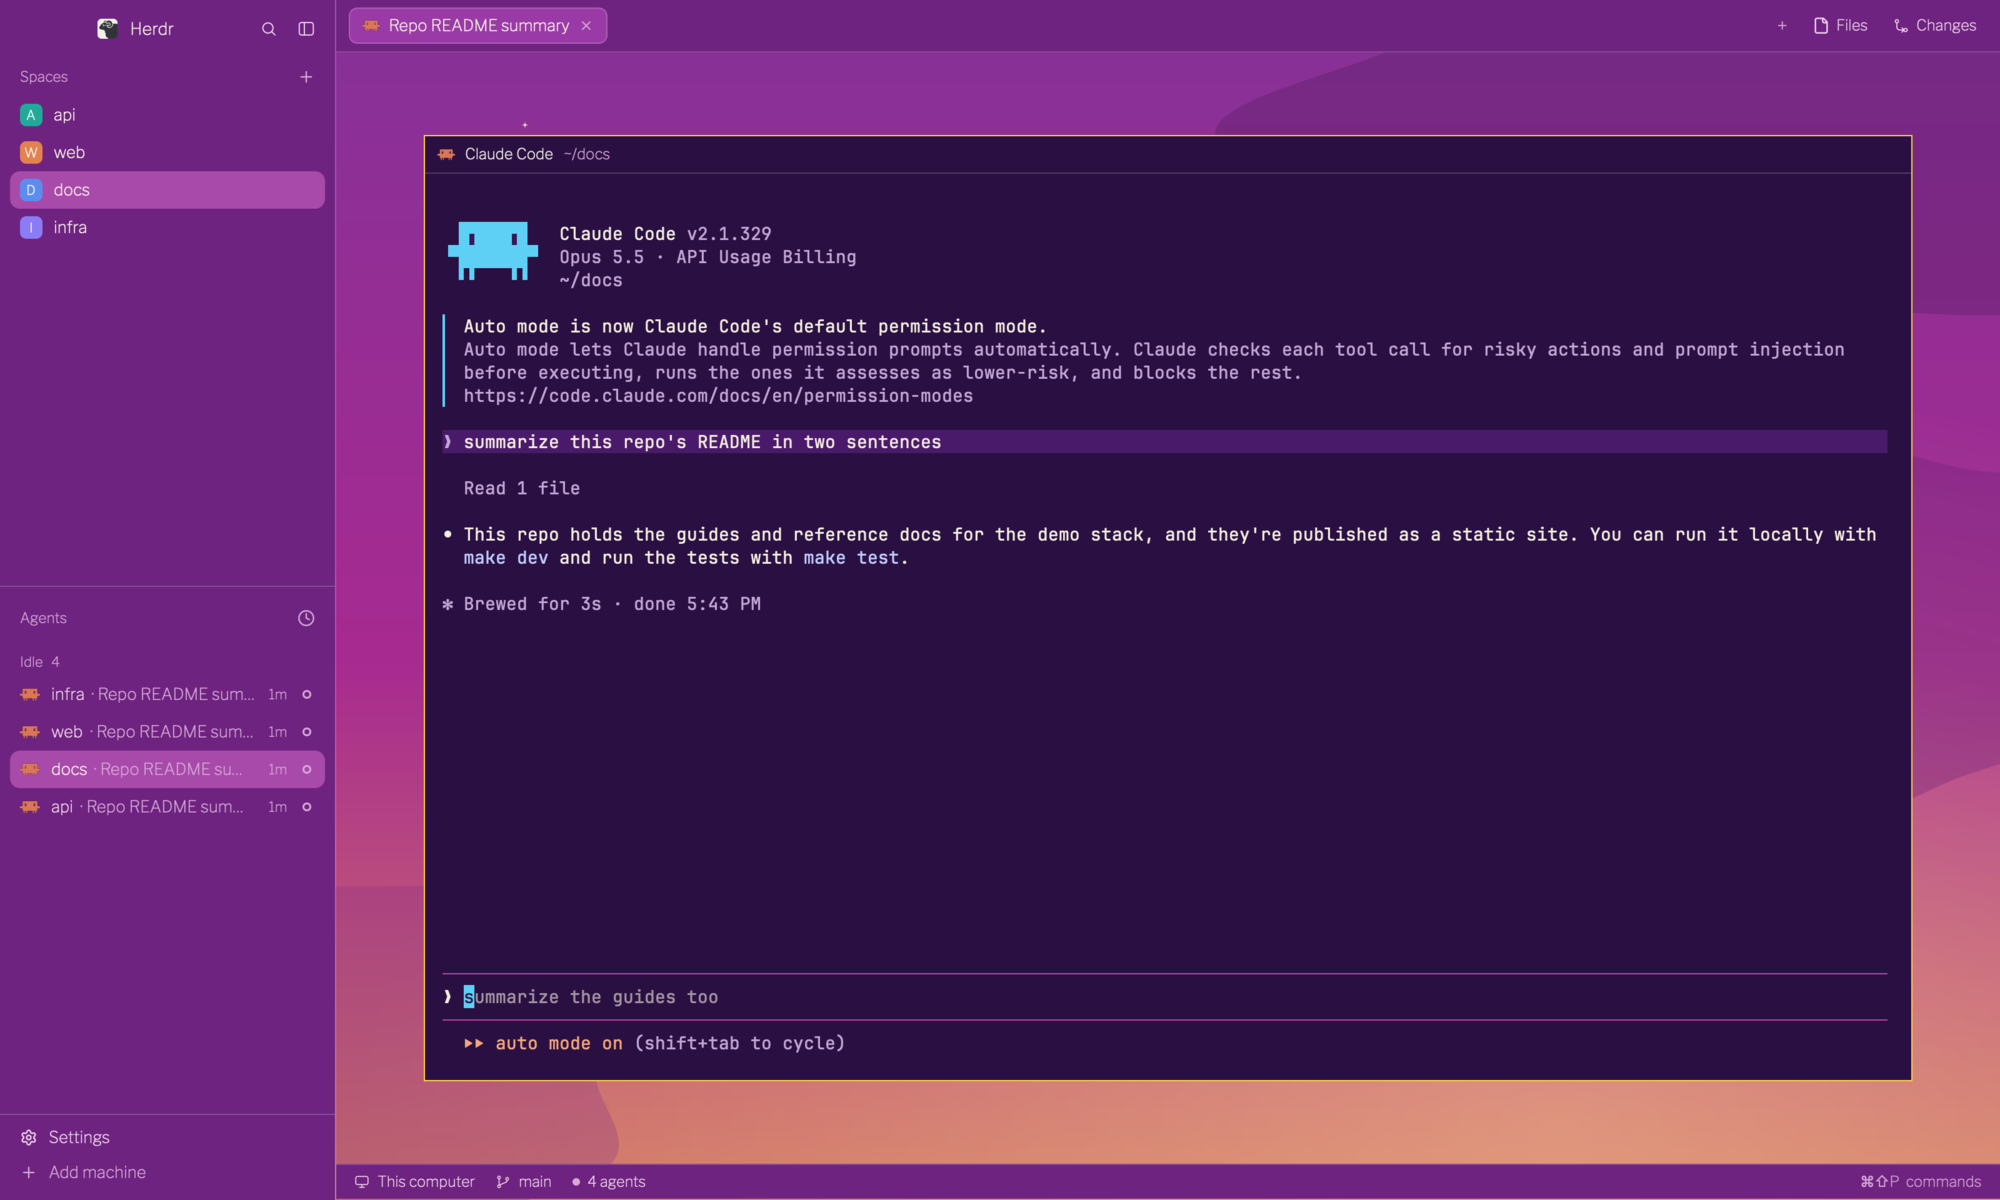 Herdr
Spaces
A api
W web
D docs
I infra
Agents
Idle 4
infra · Repo README sum... 1m
web · Repo README sum... 1m
docs · Repo README su... 1m
api · Repo README sum... 1m
Settings
Add machine
Repo README summary
Files
Changes
Claude Code ~/docs
Claude Code v2.1.329
Opus 5.5 · API Usage Billing
~/docs
Auto mode is now Claude Code's default permission mode.
Auto mode lets Claude handle permission prompts automatically. Claude checks each tool call for risky actions and prompt injection
before executing, runs the ones it assesses as lower-risk, and blocks the rest.
https://code.claude.com/docs/en/permission-modes
❯ summarize this repo's README in two sentences
Read 1 file
● This repo holds the guides and reference docs for the demo stack, and they're published as a static site. You can run it locally with
make dev and run the tests with make test.
✻ Brewed for 3s · done 5:43 PM
❯ summarize the guides too
⏵⏵ auto mode on (shift+tab to cycle)
This computer
main
4 agents
⌘⇧P commands